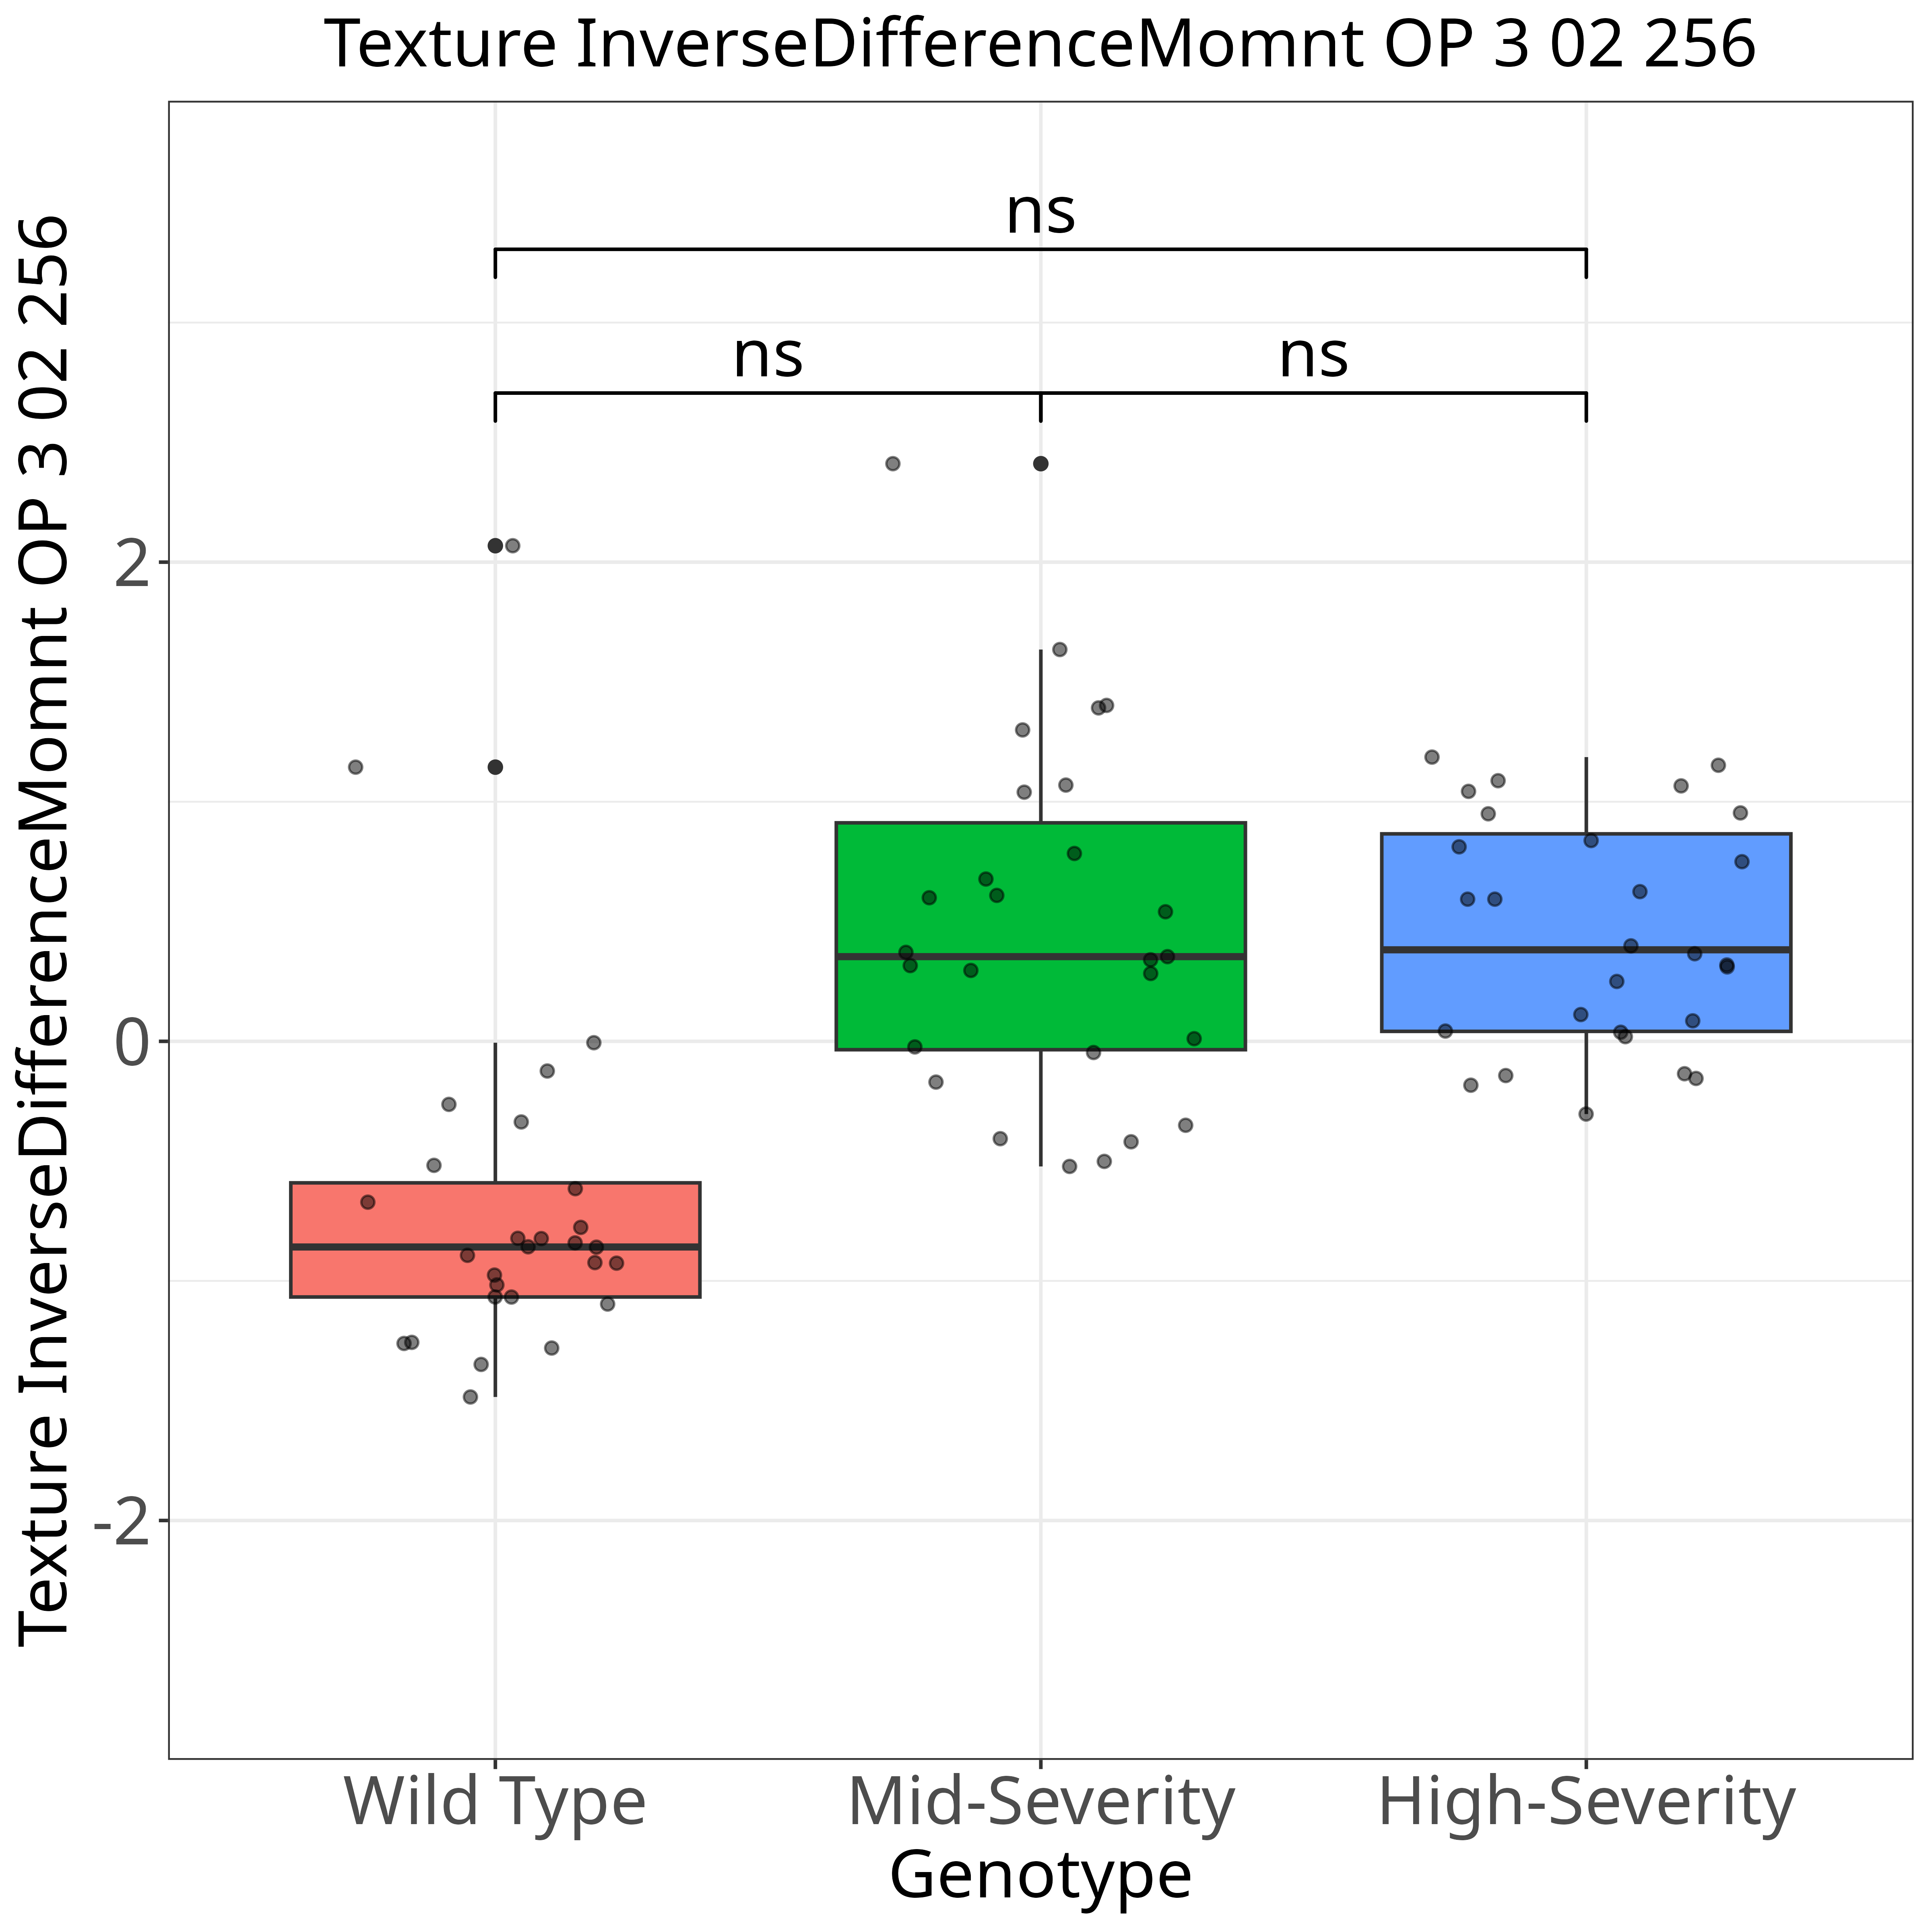 Texture InverseDifferenceMomnt OP 3 02 256
Texture InverseDifferenceMomnt OP 3 02 256
ns
ns ns
2
0
-2
Wild Type Mid-Severity High-Severity
Genotype